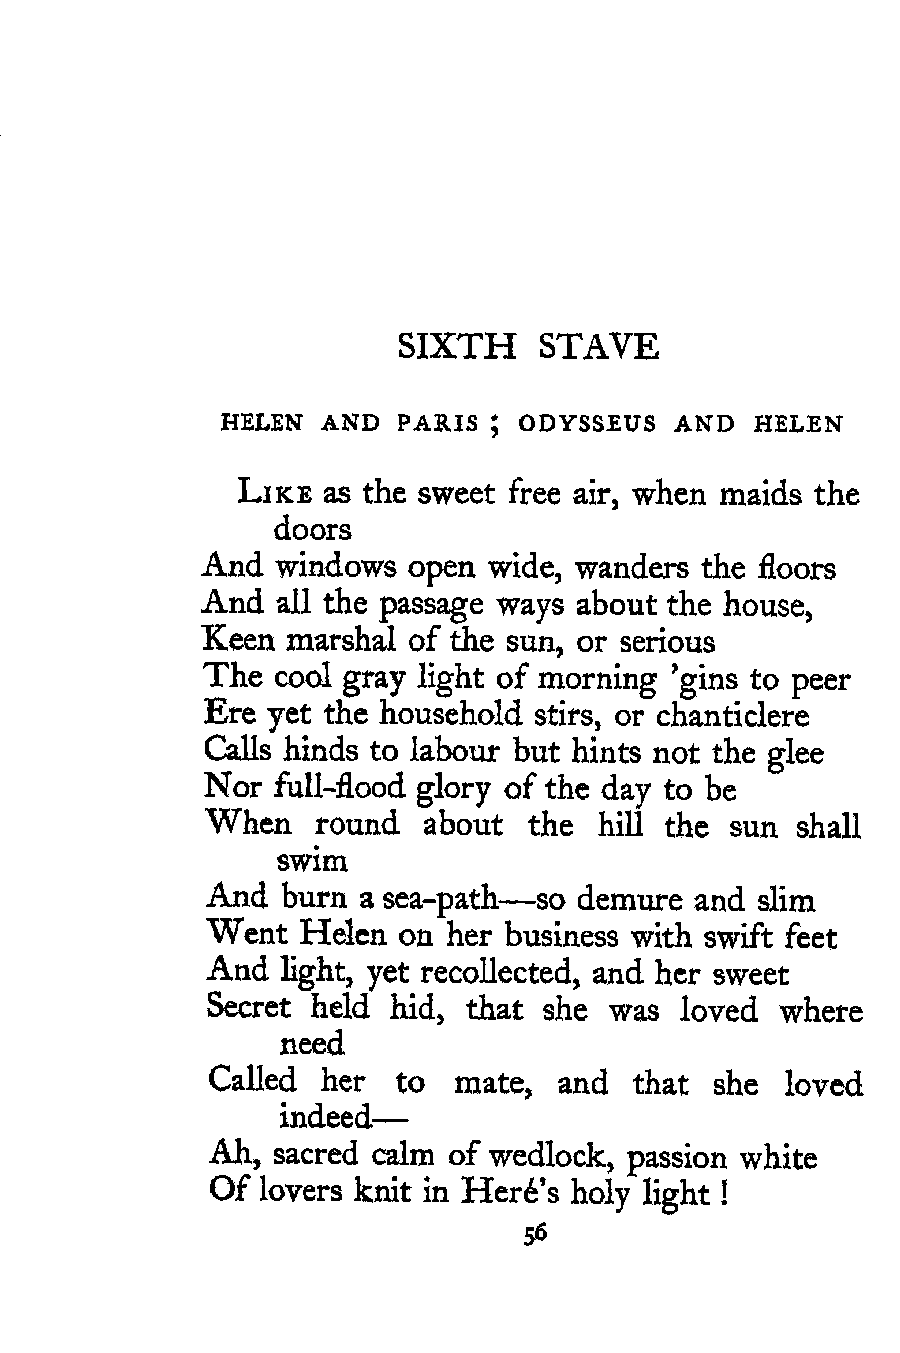 SIXTH STAVE
HELEN AND PARIS ; ODYSSEUS AND HELEN
LIKE as the sweet free air, when maids the
doors
And windows open wide, wanders the floors
And all the passage ways about the house,
Keen marshal of the sun, or serious
The cool gray light of morning ’gins to peer
Ere yet the household stirs, or chanticlere
Calls hinds to labour but hints not the glee
Nor full-flood glory of the day to be
When round about the hill the sun shall
swim
And burn a sea-path—so demure and slim
Went Helen on her business with swift feet
And light, yet recollected, and her sweet
Secret held hid, that she was loved where
need
Called her to mate, and that she loved
indeed—
Ah, sacred calm of wedlock, passion white
Of lovers knit in Heré’s holy light !
56